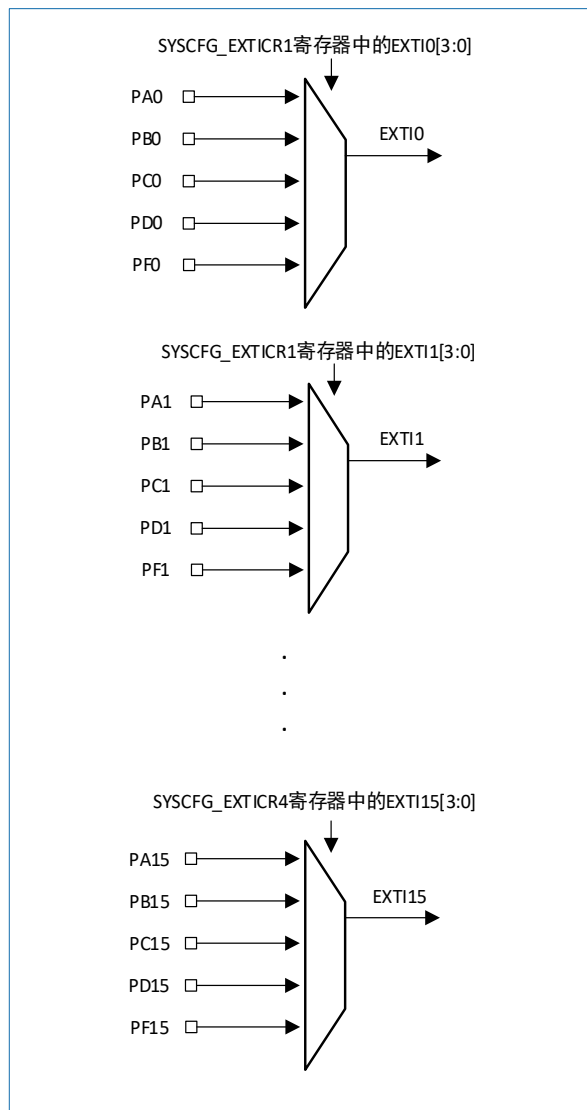 SYSCFG_EXTICR1寄存器中的EXTI0[3:0]
PA0
PB0
PC0
PD0
PF0
EXTI0
SYSCFG_EXTICR1寄存器中的EXTI1[3:0]
PA1
PB1
PC1
PD1
PF1
EXTI1
SYSCFG_EXTICR4寄存器中的EXTI15[3:0]
PA15
PB15
PC15
PD15
PF15
EXTI15